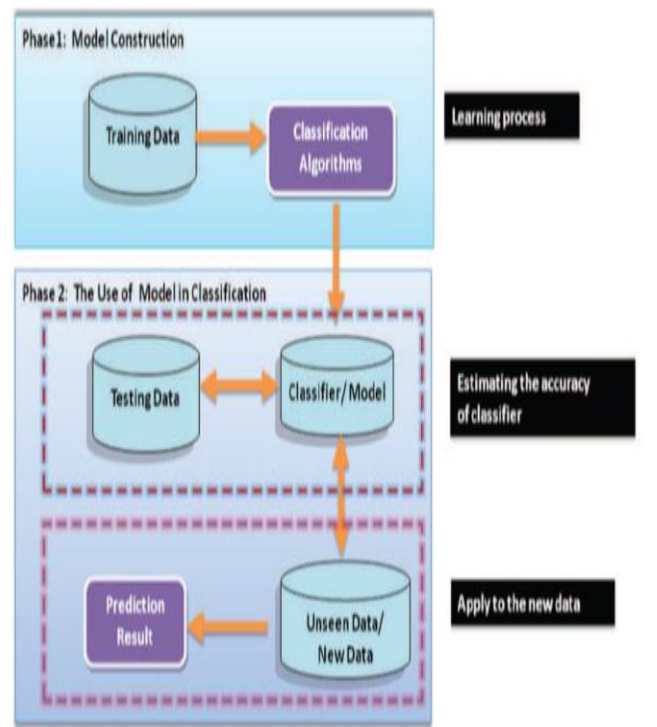 Phase1: Model Construction
Training Data
Classification
Algorithms
Learning process
Phase 2: The Use of Model in Classification
Testing Data
Classifier/Model
Estimating the accuracy
of classifier
Prediction
Result
Unseen Data/
New Data
Apply to the new data